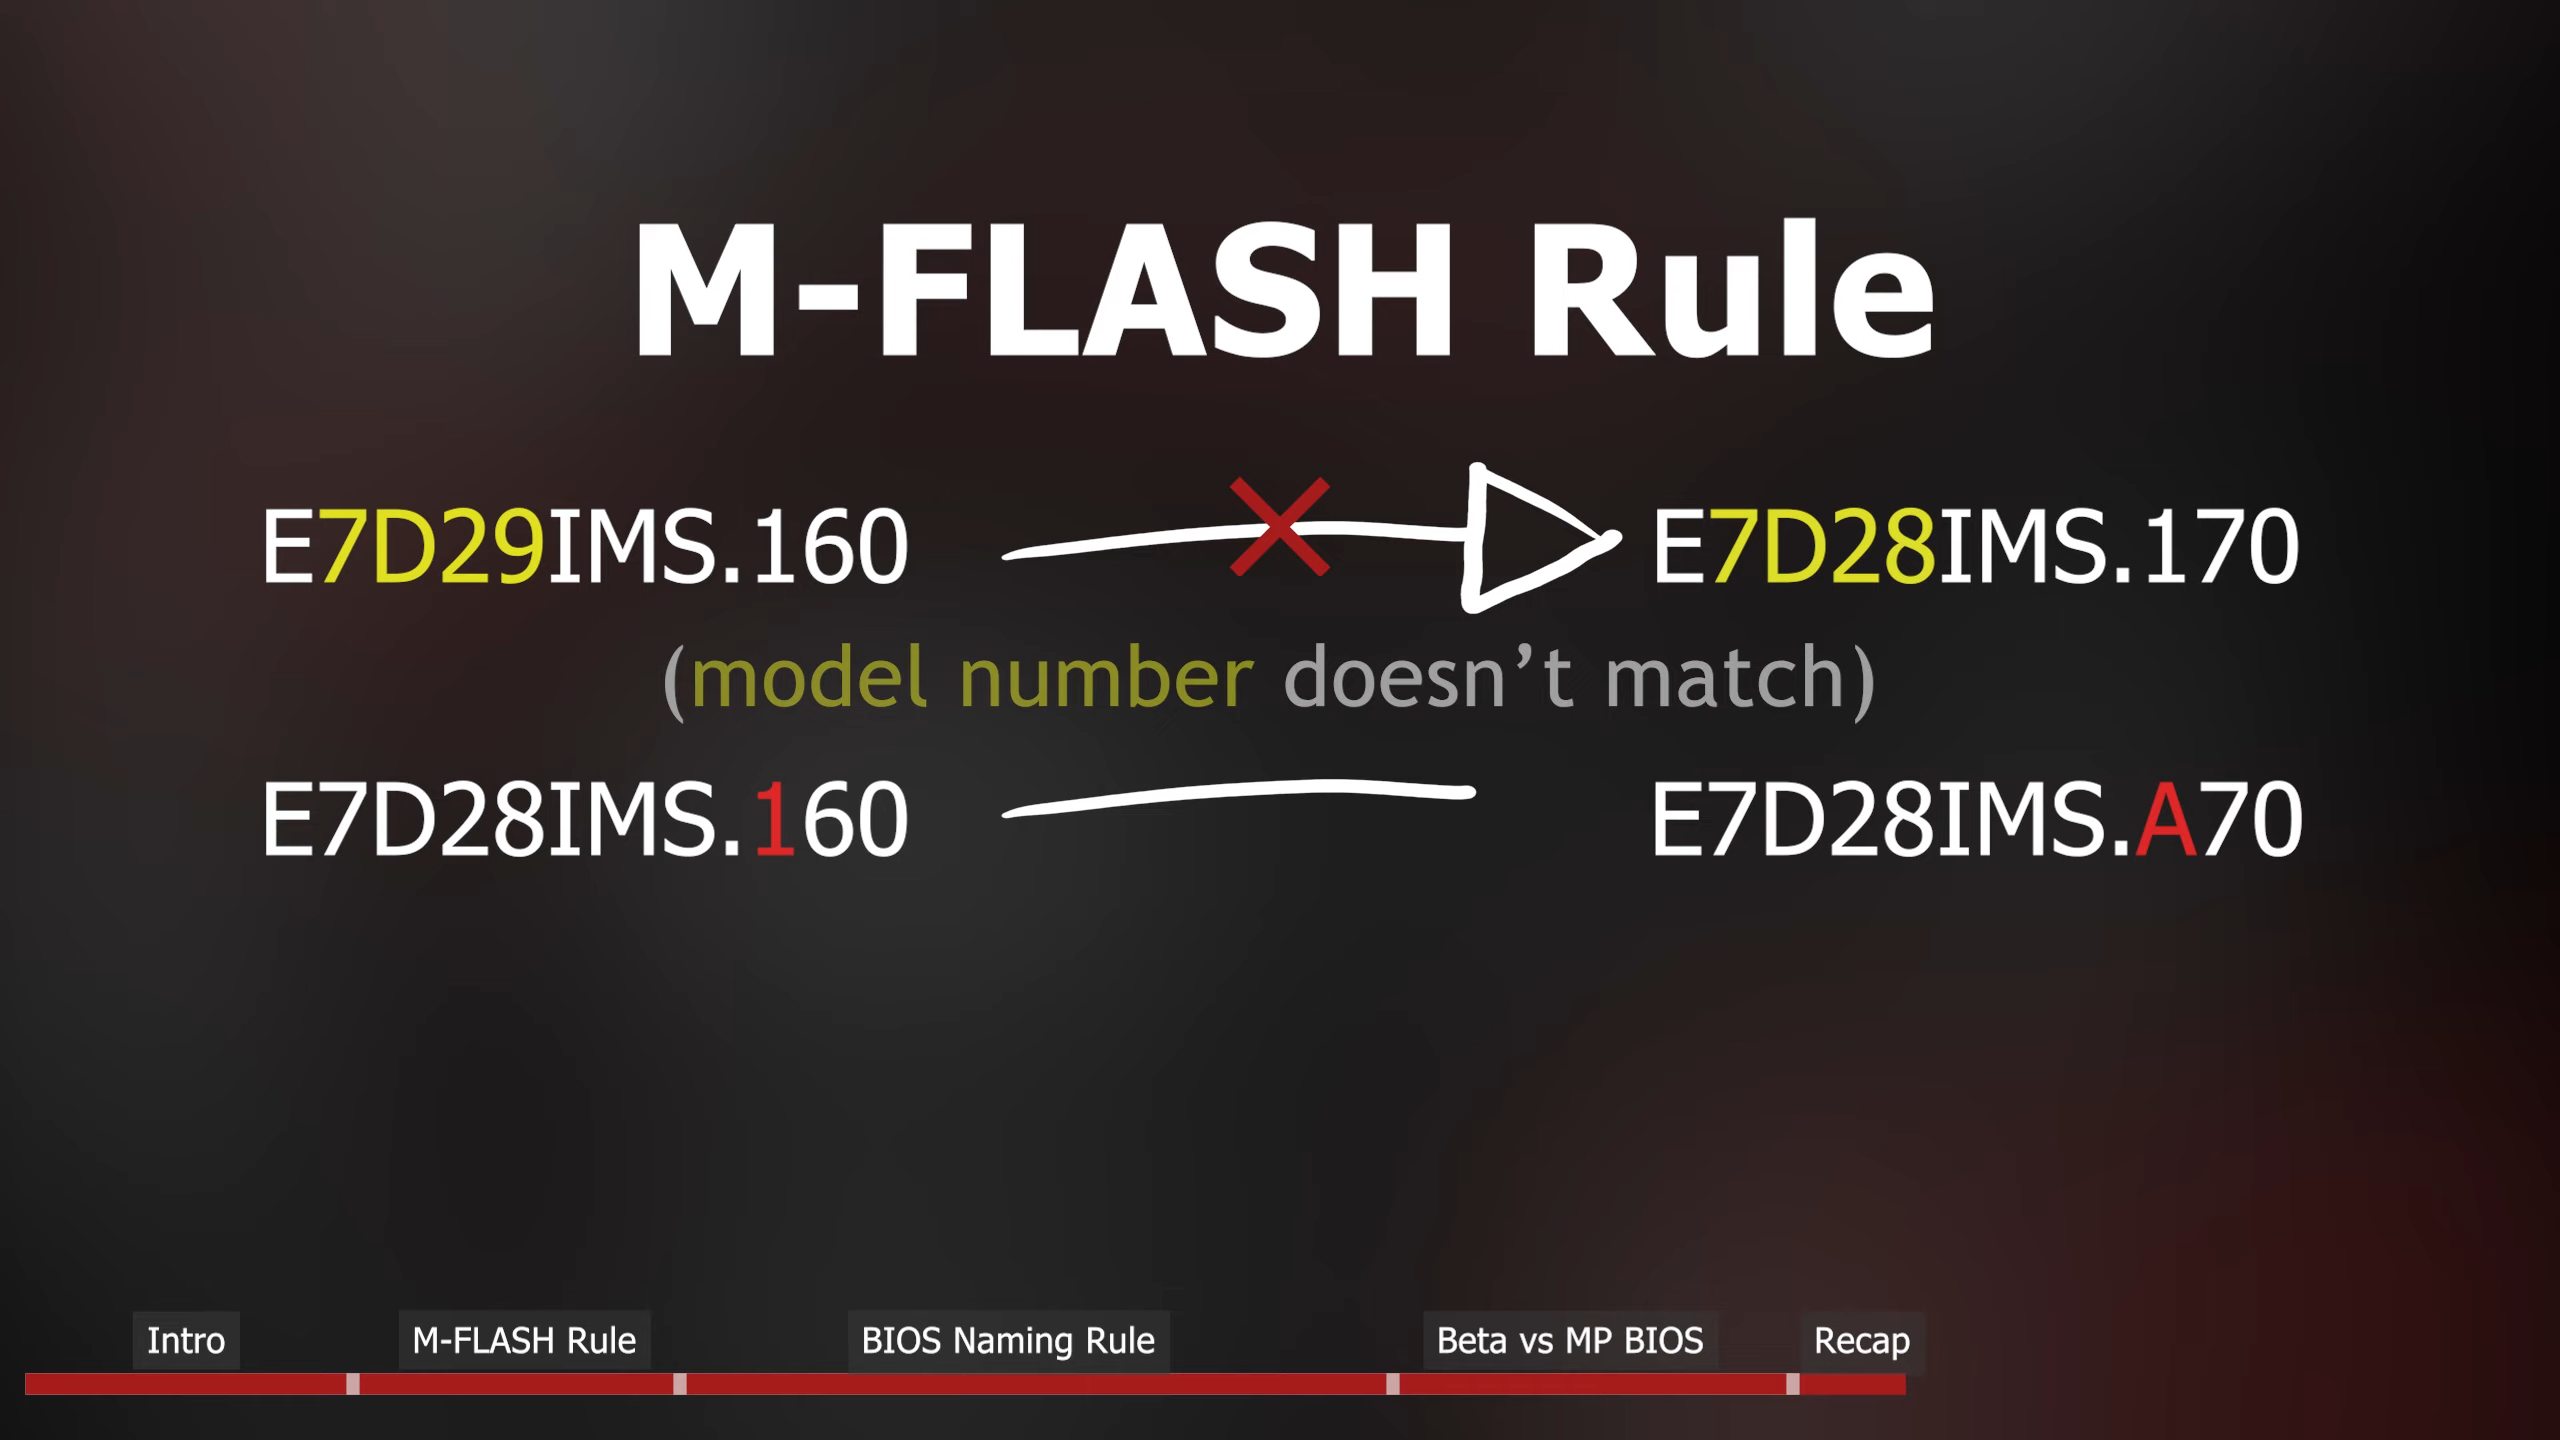 M-FLASH Rule
E7D29IMS.160 E7D28IMS.170
(model number doesn’t match)
E7D28IMS.160 E7D28IMS.A70
Intro M-FLASH Rule BIOS Naming Rule Beta vs MP BIOS Recap